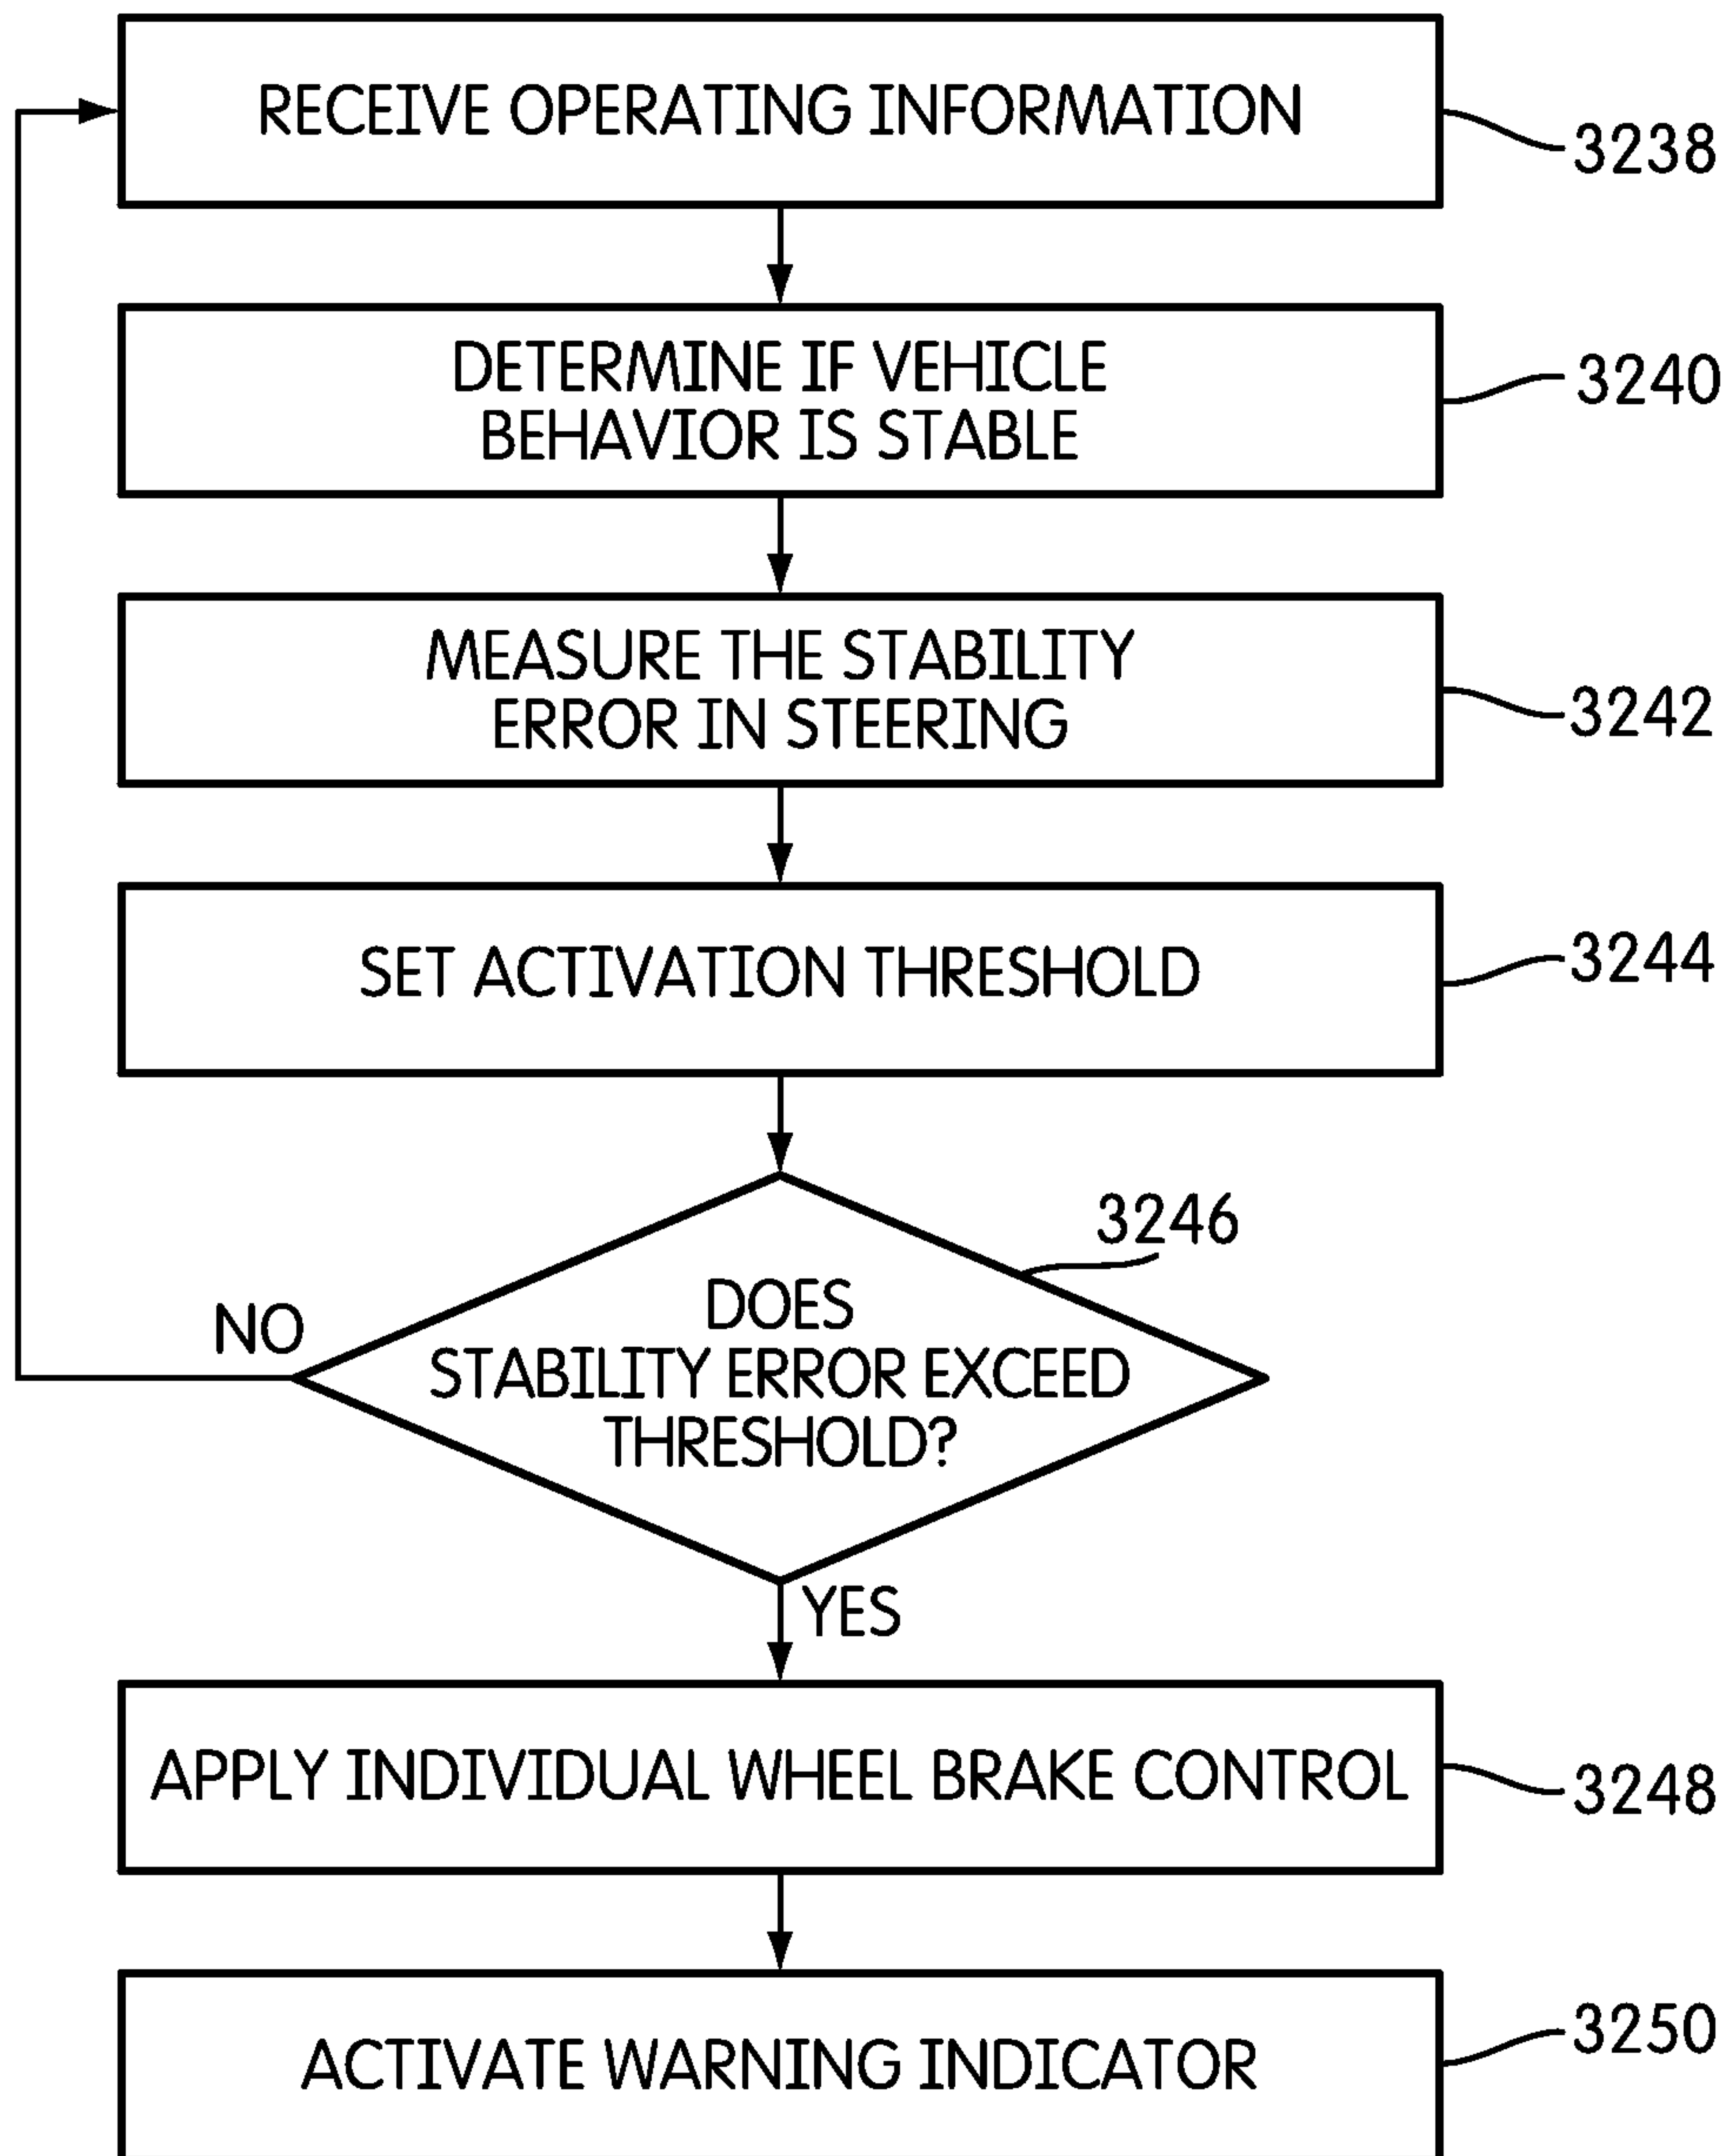 RECEIVE OPERATING INFORMATION
3238
DETERMINE IF VEHICLE
BEHAVIOR IS STABLE
3240
MEASURE THE STABILITY
ERROR IN STEERING
3242
SET ACTIVATION THRESHOLD
3244
3246
DOES
STABILITY ERROR EXCEED
THRESHOLD?
NO
YES
APPLY INDIVIDUAL WHEEL BRAKE CONTROL
3248
ACTIVATE WARNING INDICATOR
3250